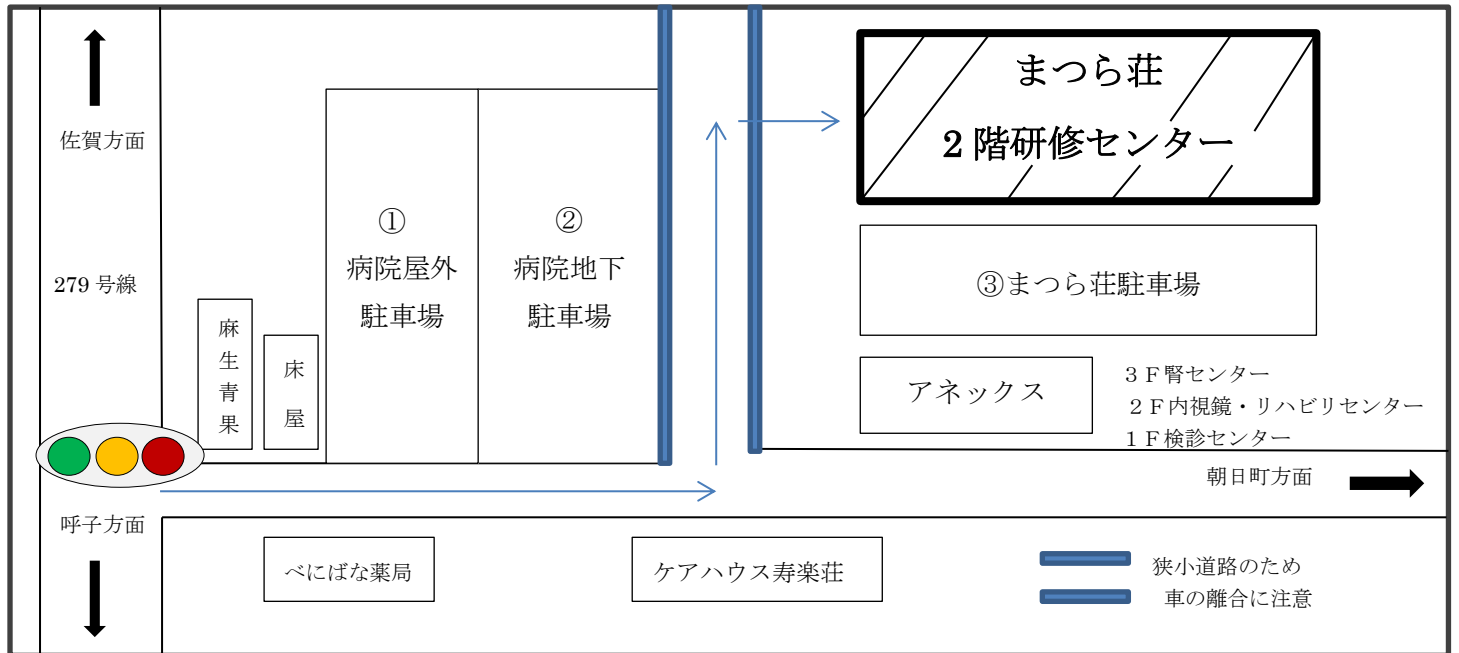 佐賀方面
279 号線
呼子方面
麻生青果
床屋
①
病院屋外
駐車場
②
病院地下
駐車場
まつら荘
2 階研修センター
③まつら荘駐車場
アネックス
３Ｆ腎センター
２Ｆ内視鏡・リハビリセンター
１Ｆ検診センター
朝日町方面
べにばな薬局
ケアハウス寿楽荘
狭小道路のため
車の離合に注意